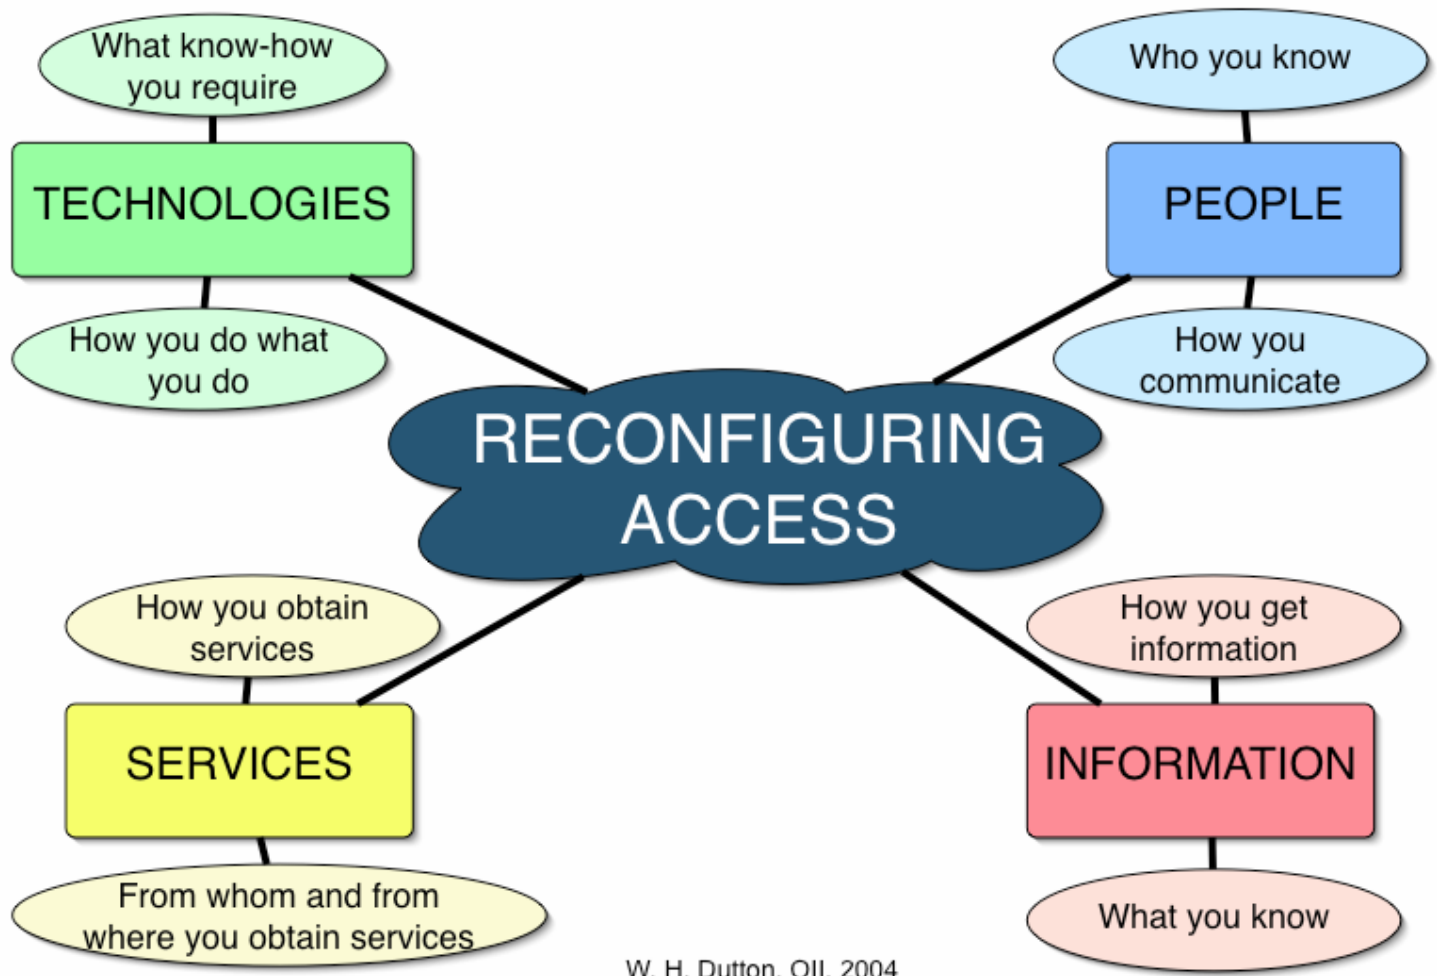 What know-how
you require
TECHNOLOGIES
How you do what
you do
Who you know
PEOPLE
How you
communicate
RECONFIGURING
ACCESS
How you obtain
services
SERVICES
From whom and from
where you obtain services
How you get
information
INFORMATION
What you know
W. H. Dutton, OII, 2004